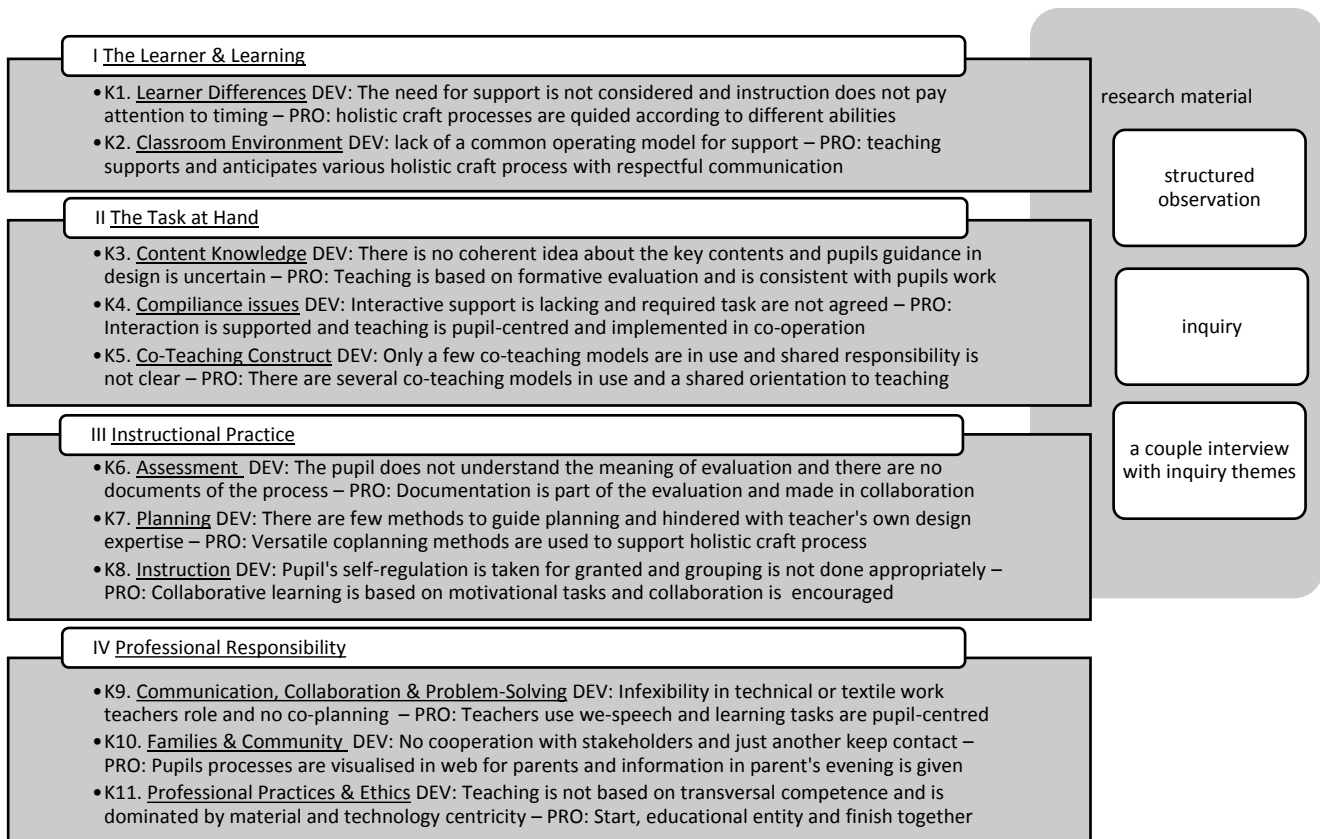 I The Learner & Learning
•K1. Learner Differences DEV: The need for support is not considered and instruction does not pay
attention to timing – PRO: holistic craft processes are quided according to different abilities
•K2. Classroom Environment DEV: lack of a common operating model for support – PRO: teaching
supports and anticipates various holistic craft process with respectful communication
II The Task at Hand
•K3. Content Knowledge DEV: There is no coherent idea about the key contents and pupils guidance in
design is uncertain – PRO: Teaching is based on formative evaluation and is consistent with pupils work
•K4. Compiliance issues DEV: Interactive support is lacking and required task are not agreed – PRO:
Interaction is supported and teaching is pupil-centred and implemented in co-operation
•K5. Co-Teaching Construct DEV: Only a few co-teaching models are in use and shared responsibility is
not clear – PRO: There are several co-teaching models in use and a shared orientation to teaching
III Instructional Practice
•K6. Assessment DEV: The pupil does not understand the meaning of evaluation and there are no
documents of the process – PRO: Documentation is part of the evaluation and made in collaboration
•K7. Planning DEV: There are few methods to guide planning and hindered with teacher's own design
expertise – PRO: Versatile coplanning methods are used to support holistic craft process
•K8. Instruction DEV: Pupil's self-regulation is taken for granted and grouping is not done appropriately –
PRO: Collaborative learning is based on motivational tasks and collaboration is encouraged
IV Professional Responsibility
•K9. Communication, Collaboration & Problem-Solving DEV: Infexibility in technical or textile work
teachers role and no co-planning – PRO: Teachers use we-speech and learning tasks are pupil-centred
•K10. Families & Community DEV: No cooperation with stakeholders and just another keep contact –
PRO: Pupils processes are visualised in web for parents and information in parent's evening is given
•K11. Professional Practices & Ethics DEV: Teaching is not based on transversal competence and is
dominated by material and technology centricity – PRO: Start, educational entity and finish together
research material
structured
observation
inquiry
a couple interview
with inquiry themes